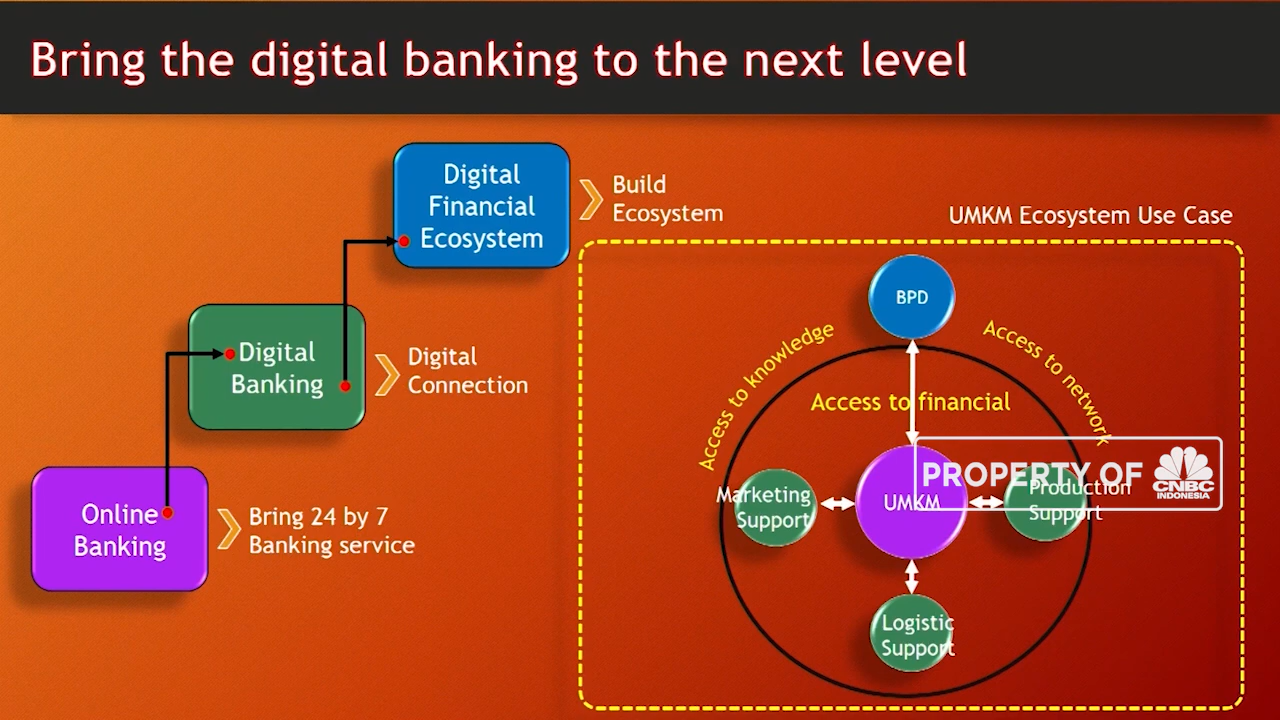 Bring the digital banking to the next level
Digital
Financial
Ecosystem
Build
Ecosystem
Digital
Banking
Digital
Connection
Online
Banking
Bring 24 by 7
Banking service
UMKM Ecosystem Use Case
BPD
Access to knowledge
Access to network
Access to financial
Marketing
Support
UMKM
Production
Support
Logistic
Support
PROPERTY OF
CNBC
INDONESIA